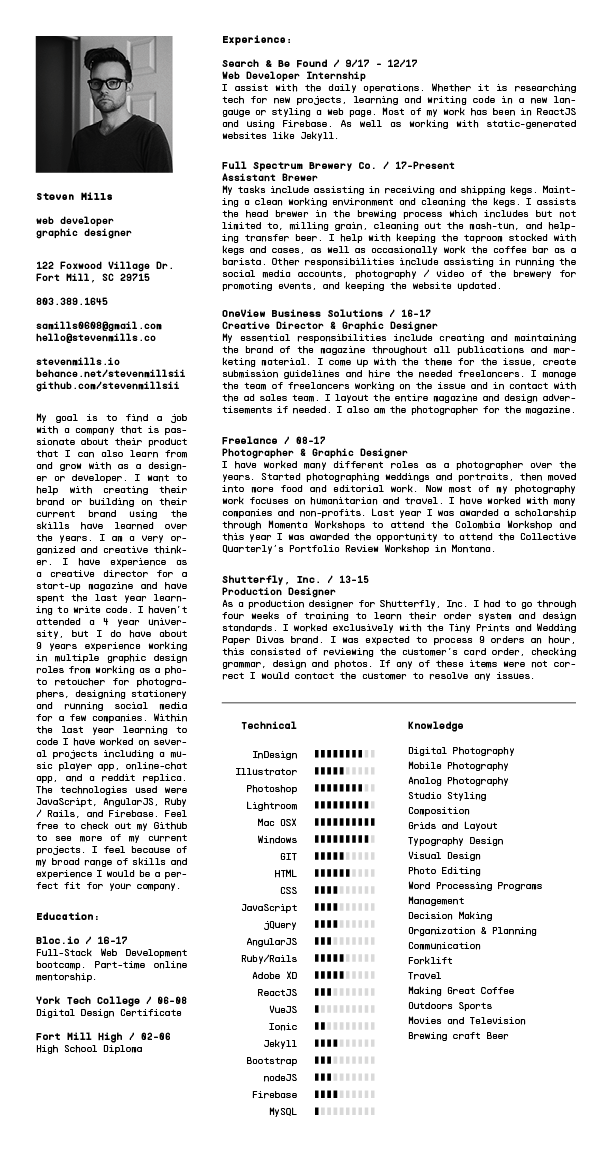 Steven Mills
web developer
graphic designer
122 Foxwood Village Dr.
Fort Mill, SC 29715
803.389.1645
samills0608@gmail.com
hello@stevenmills.co
stevenmills.io
behance.net/stevenmillsii
github.com/stevenmillsii
My goal is to find a job
with a company that is pas-
sionate about their product
that I can also learn from
and grow with as a design-
er or developer. I want to
help with creating their
brand or building on their
current brand using the
skills have learned over
the years. I am a very or-
ganized and creative think-
er. I have experience as
a creative director for a
start-up magazine and have
spent the last year learn-
ing to write code. I haven't
attended a 4 year univer-
sity, but I do have about
9 years experience working
in multiple graphic design
roles from working as a pho-
to retoucher for photogra-
phers, designing stationery
and running social media
for a few companies. Within
the last year learning to
code I have worked on sever-
al projects including a mu-
sic player app, online-chat
app, and a reddit replica.
The technologies used were
JavaScript, AngularJS, Ruby
/ Rails, and Firebase. Feel
free to check out my Github
to see more of my current
projects. I feel because of
my broad range of skills and
experience I would be a per-
fect fit for your company.
Education:
Bloc.io / 16-17
Full-Stack Web Development
bootcamp. Part-time online
mentorship.
York Tech College / 06-08
Digital Design Certificate
Fort Mill High / 02-06
High School Diploma
Experience:
Search & Be Found / 9/17 - 12/17
Web Developer Internship
I assist with the daily operations. Whether it is researching
tech for new projects, learning and writing code in a new lan-
gauge or styling a web page. Most of my work has been in ReactJS
and using Firebase. As well as working with static-generated
websites like Jekyll.
Full Spectrum Brewery Co. / 17-Present
Assistant Brewer
My tasks include assisting in receiving and shipping kegs. Maint-
ing a clean working environment and cleaning the kegs. I assists
the head brewer in the brewing process which includes but not
limited to, milling grain, cleaning out the mash-tun, and help-
ing transfer beer. I help with keeping the taproom stocked with
kegs and cases, as well as occasionally work the coffee bar as a
barista. Other responsibilities include assisting in running the
social media accounts, photography / video of the brewery for
promoting events, and keeping the website updated.
OneView Business Solutions / 16-17
Creative Director & Graphic Designer
My essential responsibilities include creating and maintaining
the brand of the magazine throughout all publications and mar-
keting material. I come up with the theme for the issue, create
submission guidelines and hire the needed freelancers. I manage
the team of freelancers working on the issue and in contact with
the ad sales team. I layout the entire magazine and design adver-
tisements if needed. I also am the photographer for the magazine.
Freelance / 08-17
Photographer & Graphic Designer
I have worked many different roles as a photographer over the
years. Started photographing weddings and portraits, then moved
into more food and editorial work. Now most of my photography
work focuses on humanitarian and travel. I have worked with many
companies and non-profits. Last year I was awarded a scholarship
through Momenta Workshops to attend the Colombia Workshop and
this year I was awarded the opportunity to attend the Collective
Quarterly's Portfolio Review Workshop in Montana.
Shutterfly, Inc. / 13-15
Production Designer
As a production designer for Shutterfly, Inc. I had to go through
four weeks of training to learn their order system and design
standards. I worked exclusively with the Tiny Prints and Wedding
Paper Divas brand. I was expected to process 9 orders an hour,
this consisted of reviewing the customer's card order, checking
grammar, design and photos. If any of these items were not cor-
rect I would contact the customer to resolve any issues.
Technical
InDesign
Illustrator
Photoshop
Lightroom
Mac OSX
Windows
GIT
HTML
CSS
JavaScript
jQuery
AngularJS
Ruby/Rails
Adobe XD
ReactJS
VueJS
Ionic
Jekyll
Bootstrap
nodeJS
Firebase
MySQL
Knowledge
Digital Photography
Mobile Photography
Analog Photography
Studio Styling
Composition
Grids and Layout
Typography Design
Visual Design
Photo Editing
Word Processing Programs
Management
Decision Making
Organization & Planning
Communication
Forklift
Travel
Making Great Coffee
Outdoors Sports
Movies and Television
Brewing craft Beer